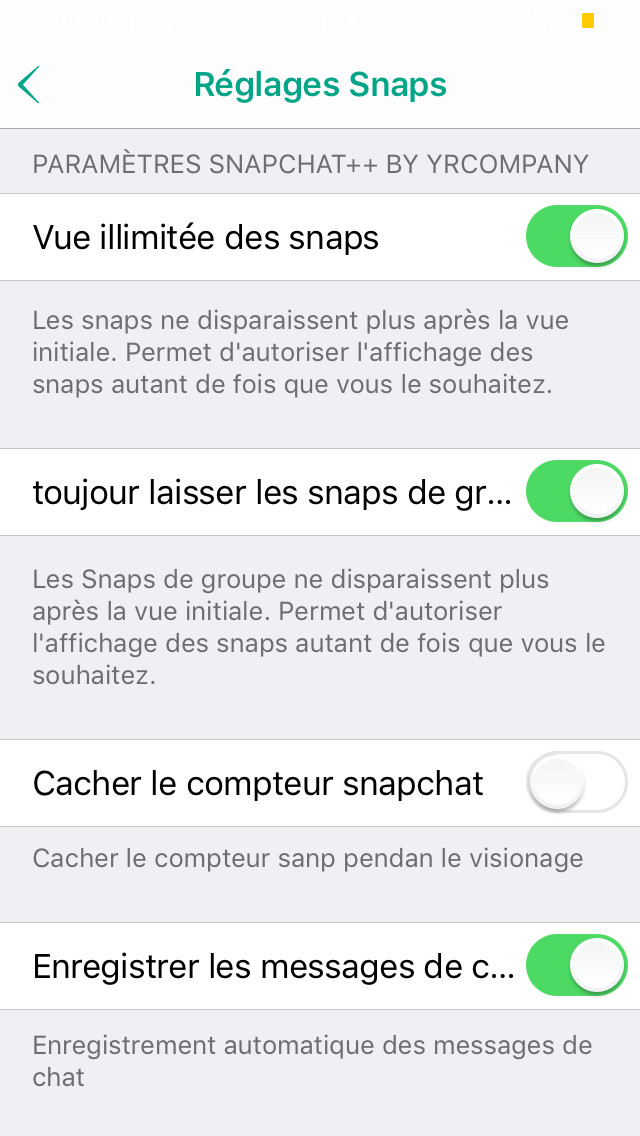 Réglages Snaps
PARAMÈTRES SNAPCHAT++ BY YRCOMPANY
Vue illimitée des snaps
Les snaps ne disparaissent plus après la vue
initiale. Permet d'autoriser l'affichage des
snaps autant de fois que vous le souhaitez.
toujour laisser les snaps de gr...
Les Snaps de groupe ne disparaissent plus
après la vue initiale. Permet d'autoriser
l'affichage des snaps autant de fois que vous le
souhaitez.
Cacher le compteur snapchat
Cacher le compteur sanp pendan le visionage
Enregistrer les messages de c...
Enregistrement automatique des messages de
chat